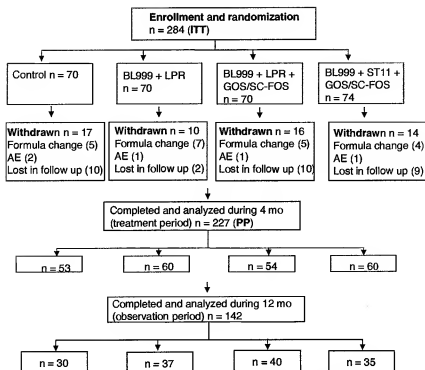 Enrollment and randomization
n = 284 (ITT)
Control n = 70
BL999 + LPR
n = 70
BL999 + LPR +
GOS/SC-FOS
n = 70
BL999 + ST11 +
GOS/SC-FOS
n = 74
Withdrawn n = 17
Formula change (5)
AE (2)
Lost in follow up (10)
Withdrawn n = 10
Formula change (7)
AE (1)
Lost in follow up (2)
Withdrawn n = 16
Formula change (5)
AE (1)
Lost in follow up (10)
Withdrawn n = 14
Formula change (4)
AE (1)
Lost in follow up (9)
Completed and analyzed during 4 mo
(treatment period) n = 227 (PP)
n = 53
n = 60
n = 54
n = 60
Completed and analyzed during 12 mo
(observation period) n = 142
n = 30
n = 37
n = 40
n = 35